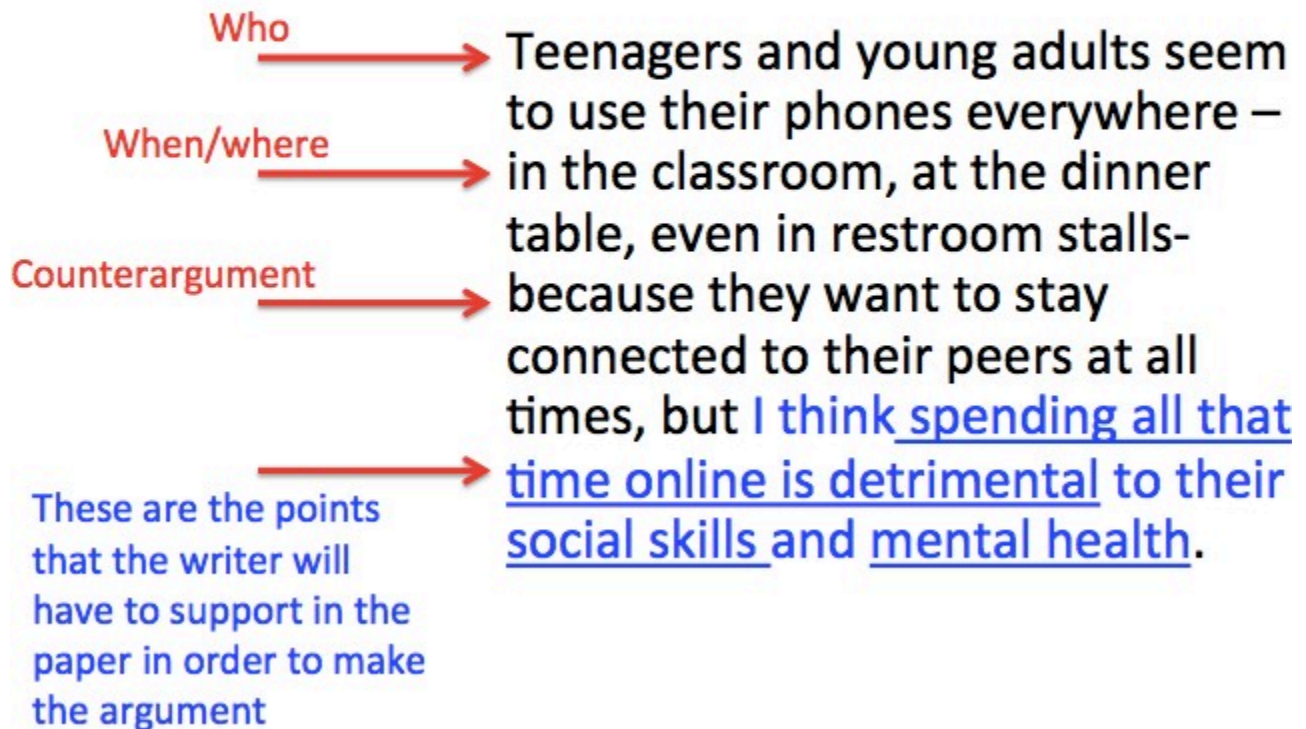 Who
Teenagers and young adults seem
to use their phones everywhere –
When/where
in the classroom, at the dinner
table, even in restroom stalls-
Counterargument
because they want to stay
connected to their peers at all
times, but I think spending all that
time online is detrimental to their
social skills and mental health.
These are the points
that the writer will
have to support in the
paper in order to make
the argument